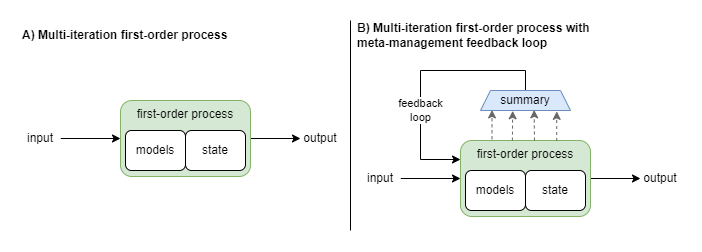 A) Multi-iteration first-order process
first-order process
input
models
state
output
B) Multi-iteration first-order process with
meta-management feedback loop
summary
feedback
loop
first-order process
input
models
state
output